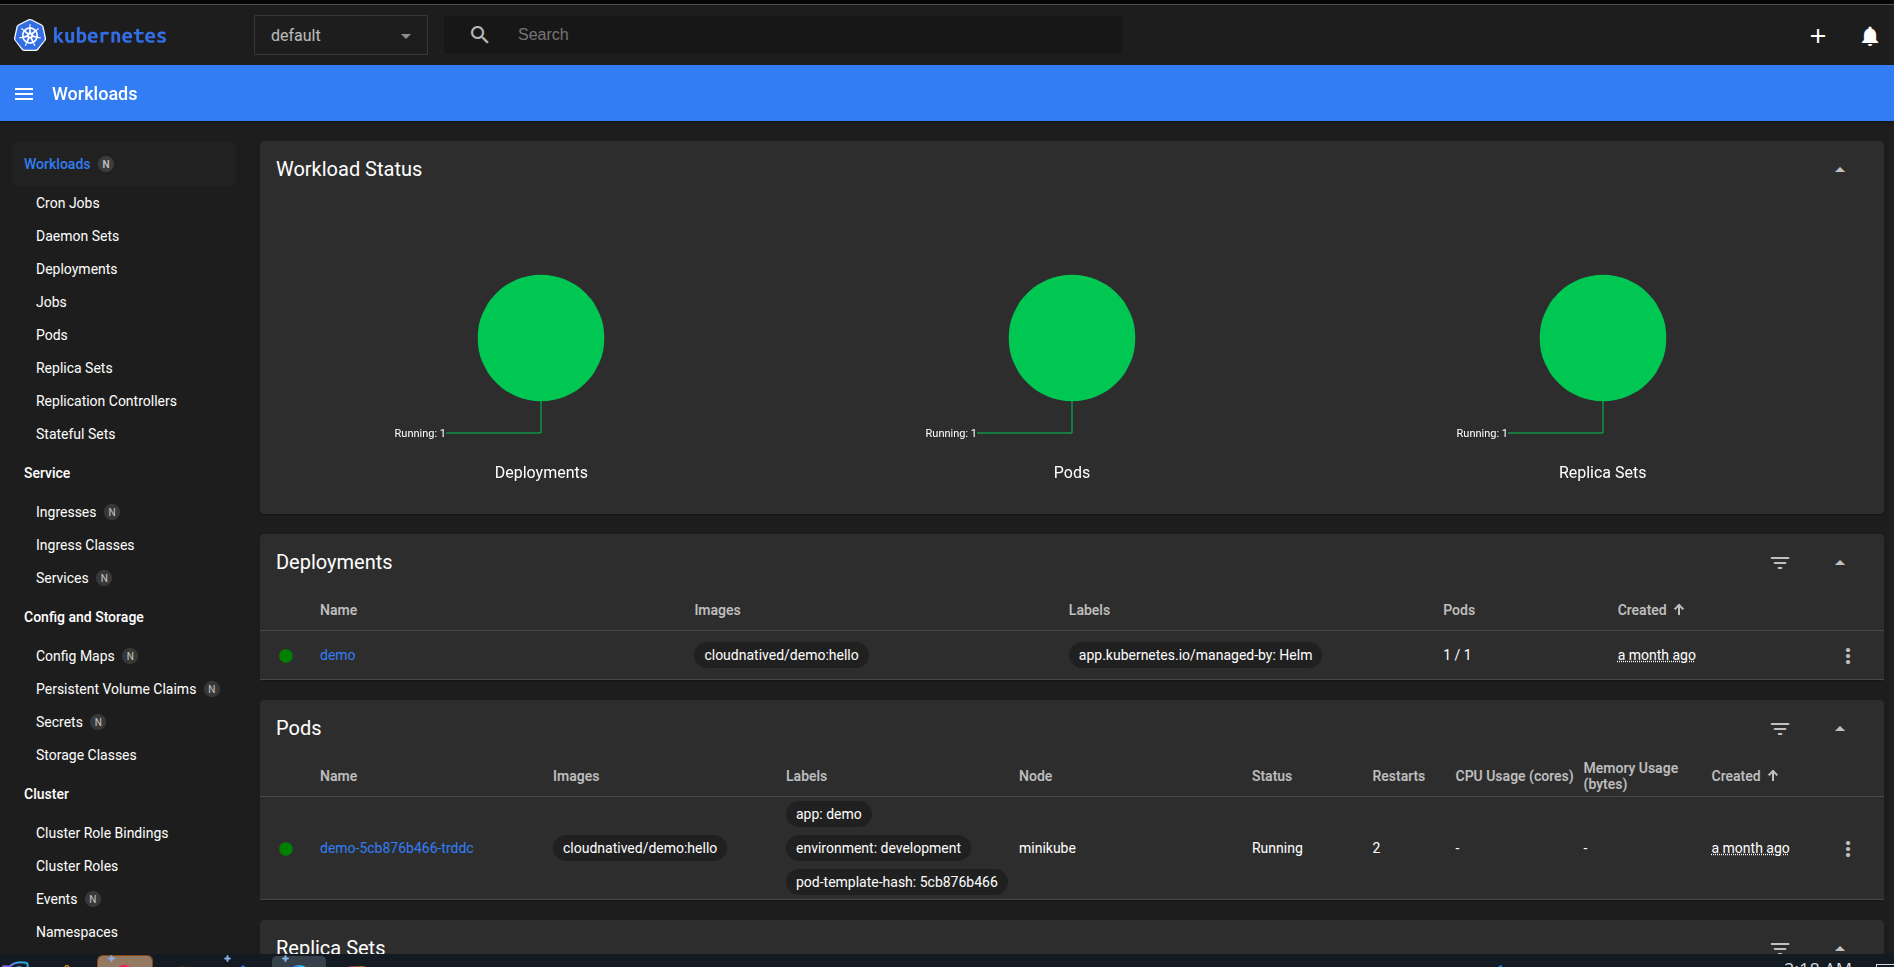 kubernetes
default
Search
Workloads
Workloads N
Cron Jobs
Daemon Sets
Deployments
Jobs
Pods
Replica Sets
Replication Controllers
Stateful Sets
Service
Ingresses N
Ingress Classes
Services N
Config and Storage
Config Maps N
Persistent Volume Claims N
Secrets N
Storage Classes
Cluster
Cluster Role Bindings
Cluster Roles
Events N
Namespaces
Workload Status
Running: 1
Deployments
Running: 1
Pods
Running: 1
Replica Sets
Deployments
Name Images Labels Pods Created
demo cloudnatived/demo:hello app.kubernetes.io/managed-by: Helm 1 / 1 a month ago
Pods
Name Images Labels Node Status Restarts CPU Usage (cores) Memory Usage (bytes) Created
demo-5cb876b466-trddc cloudnatived/demo:hello app: demo
environment: development
pod-template-hash: 5cb876b466
minikube Running 2 - - a month ago
Replica Sets